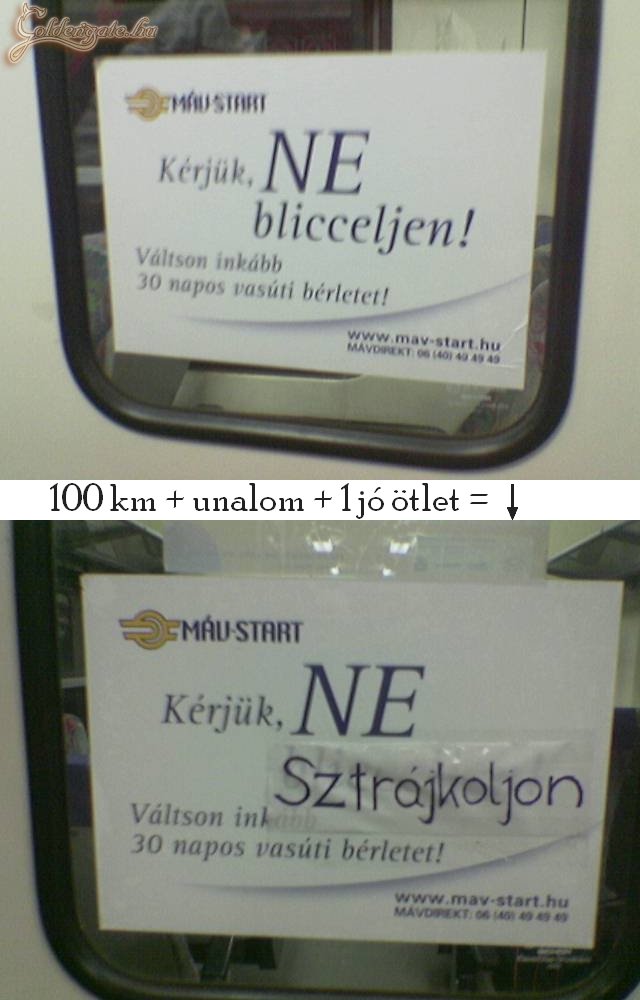 Goldengate.hu
MÁV-START
Kérjük, NE
blicceljen!
Váltson inkább
30 napos vasúti bérletet!
www.mav-start.hu
MÁVDIREKT: 06 (40) 49 49 49
100 km + unalom + 1 jó ötlet = ↓
MÁV-START
Kérjük, NE
Sztrájkoljon
Váltson inkább
30 napos vasúti bérletet!
www.mav-start.hu
MÁVDIREKT: 06 (40) 49 49 49